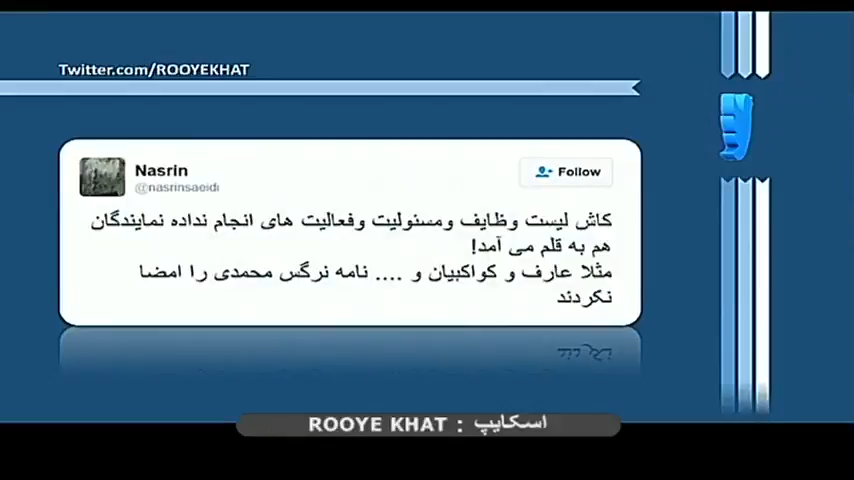 Twitter.com/ROOYEKHAT
Nasrin
@nasrinsaeidi
Follow
کاش لیست وظایف ومسئولیت وفعالیت های انجام نداده نمایندگان
هم به قلم می آمد!
مثلا عارف و کواکبیان و .... نامه نرگس محمدی را امضا
نکردند
اسکایپ : ROOYE KHAT